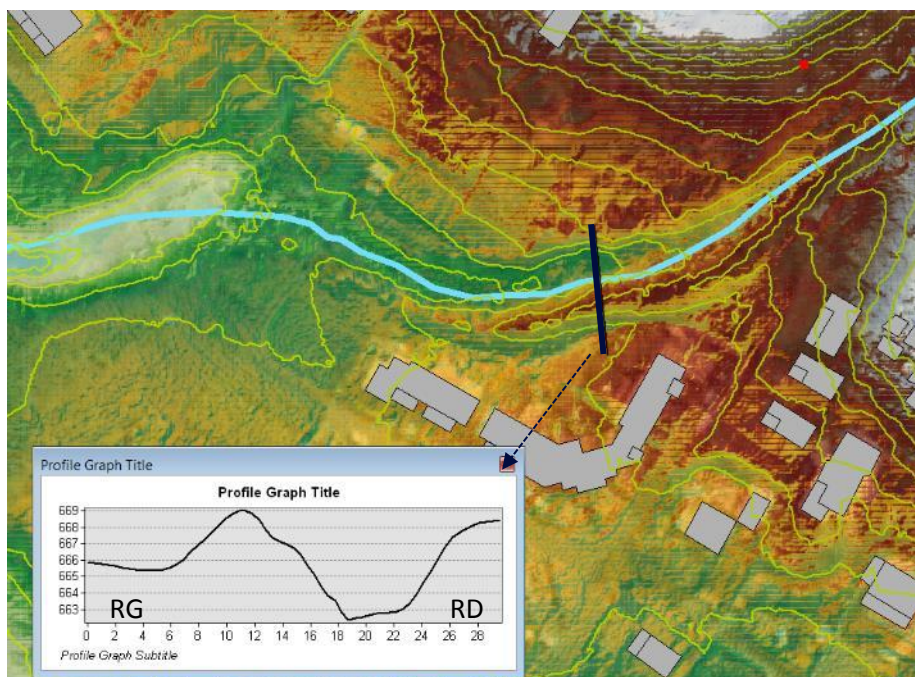 Profile Graph Title
Profile Graph Title
669
668
667
666
665
664
663
RG RD
0 2 4 6 8 10 12 14 16 18 20 22 24 26 28
Profile Graph Subtitle